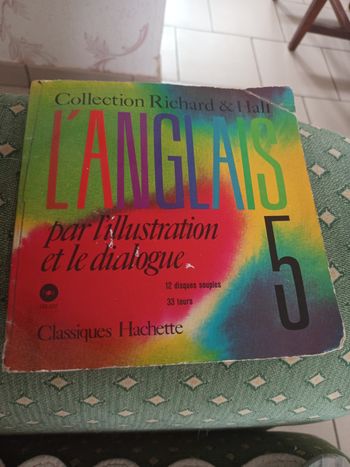 Collection Richard & Hall
L'ANGLAIS
par l'illustration
et le dialogue
5
12 disques souples
33 tours
Classiques Hachette